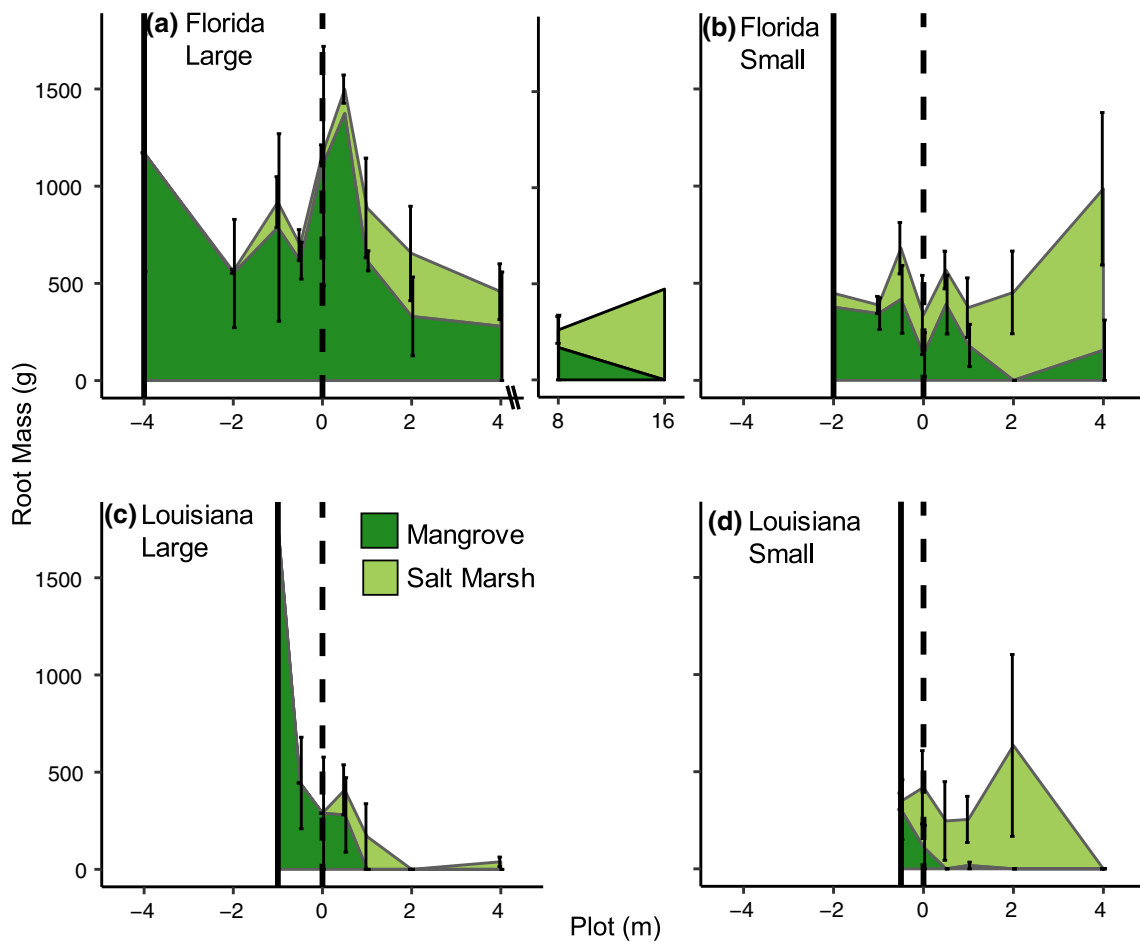 (a) Florida
Large
(b) Florida
Small
1500
1000
500
0
−4
−2
0
2
4
8
16
−4
−2
0
2
4
Root Mass (g)
(c) Louisiana
Large
Mangrove
Salt Marsh
(d) Louisiana
Small
1500
1000
500
0
−4
−2
0
2
4
−4
−2
0
2
4
Plot (m)